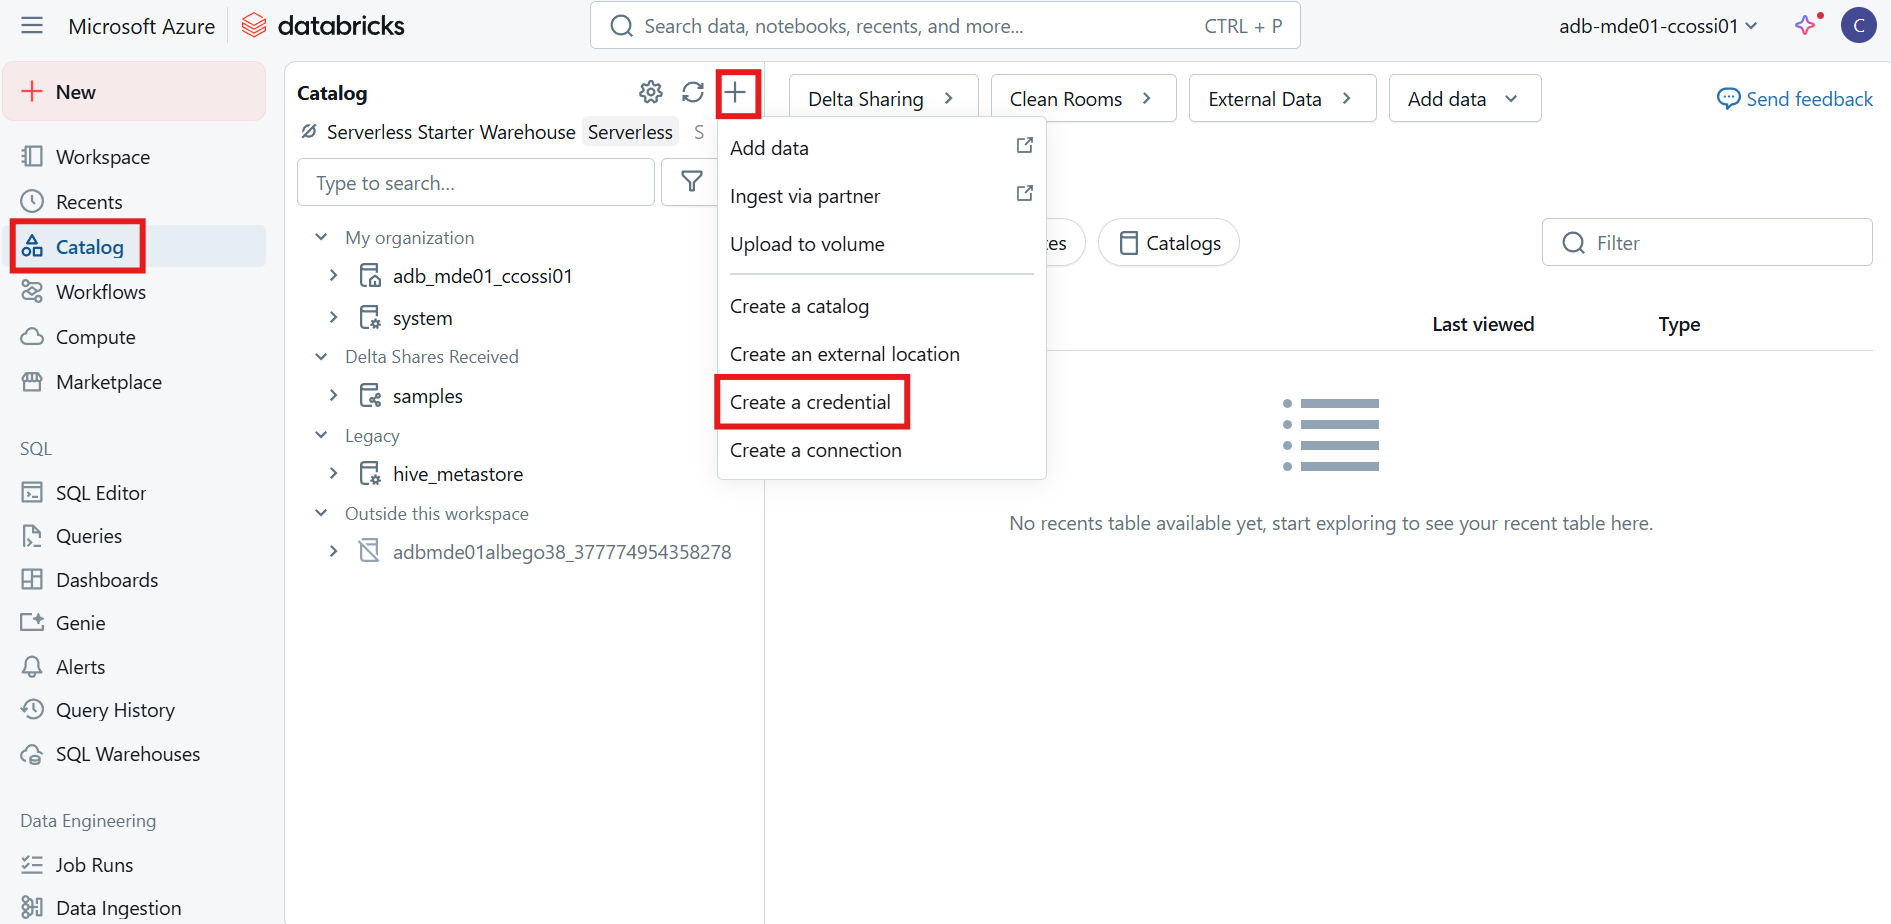 Microsoft Azure databricks
Search data, notebooks, recents, and more... CTRL + P
adb-mde01-ccossi01
C
New
Workspace
Recents
Catalog
Workflows
Compute
Marketplace
SQL
SQL Editor
Queries
Dashboards
Genie
Alerts
Query History
SQL Warehouses
Data Engineering
Job Runs
Data Ingestion
Catalog
Serverless Starter Warehouse Serverless S
Type to search...
My organization
adb_mde01_ccossi01
system
Delta Shares Received
samples
Legacy
hive_metastore
Outside this workspace
adbmde01albego38_377774954358278
Add data
Ingest via partner
Upload to volume
Create a catalog
Create an external location
Create a credential
Create a connection
Delta Sharing
Clean Rooms
External Data
Add data
Send feedback
Catalogs
Filter
Last viewed Type
No recents table available yet, start exploring to see your recent table here.